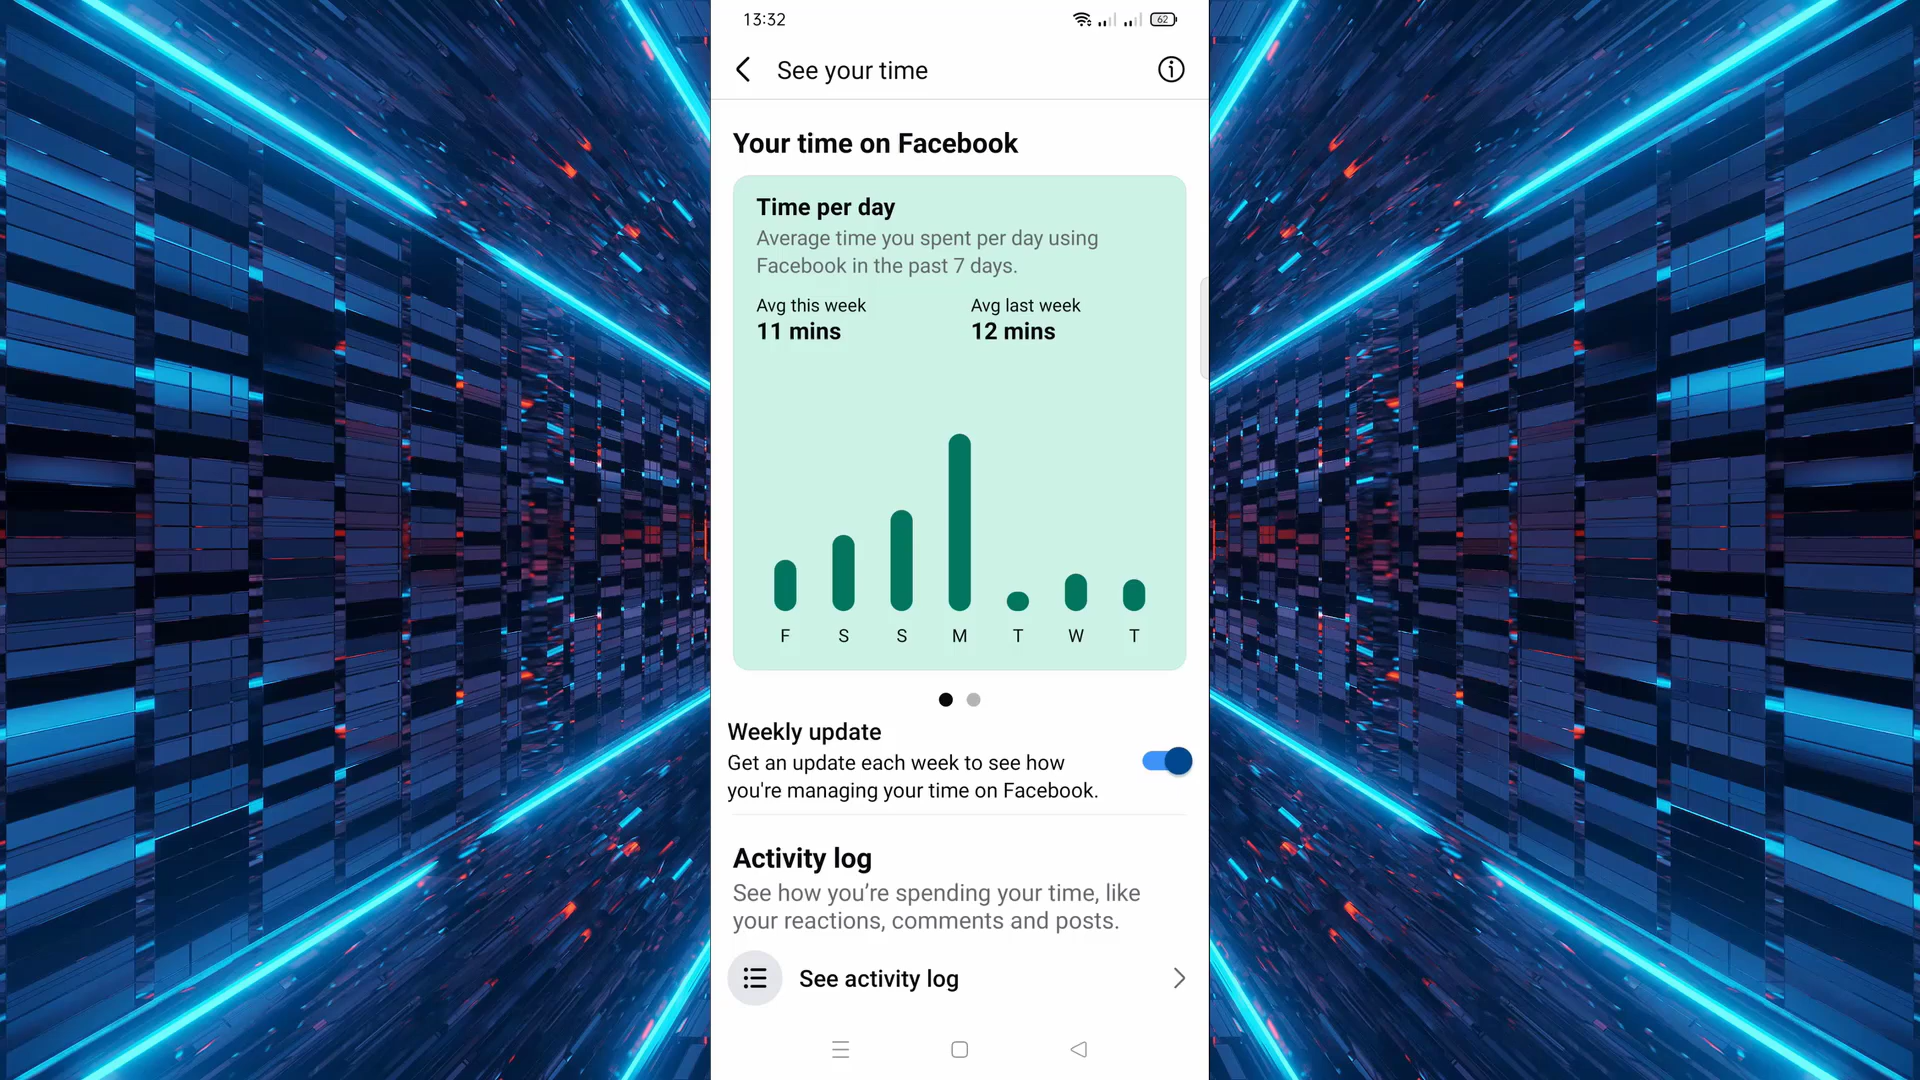 13:32
62
See your time
Your time on Facebook
Time per day
Average time you spent per day using
Facebook in the past 7 days.
Avg this week
Avg last week
11 mins
12 mins
F S S M T W T
Weekly update
Get an update each week to see how
you're managing your time on Facebook.
Activity log
See how you’re spending your time, like
your reactions, comments and posts.
See activity log